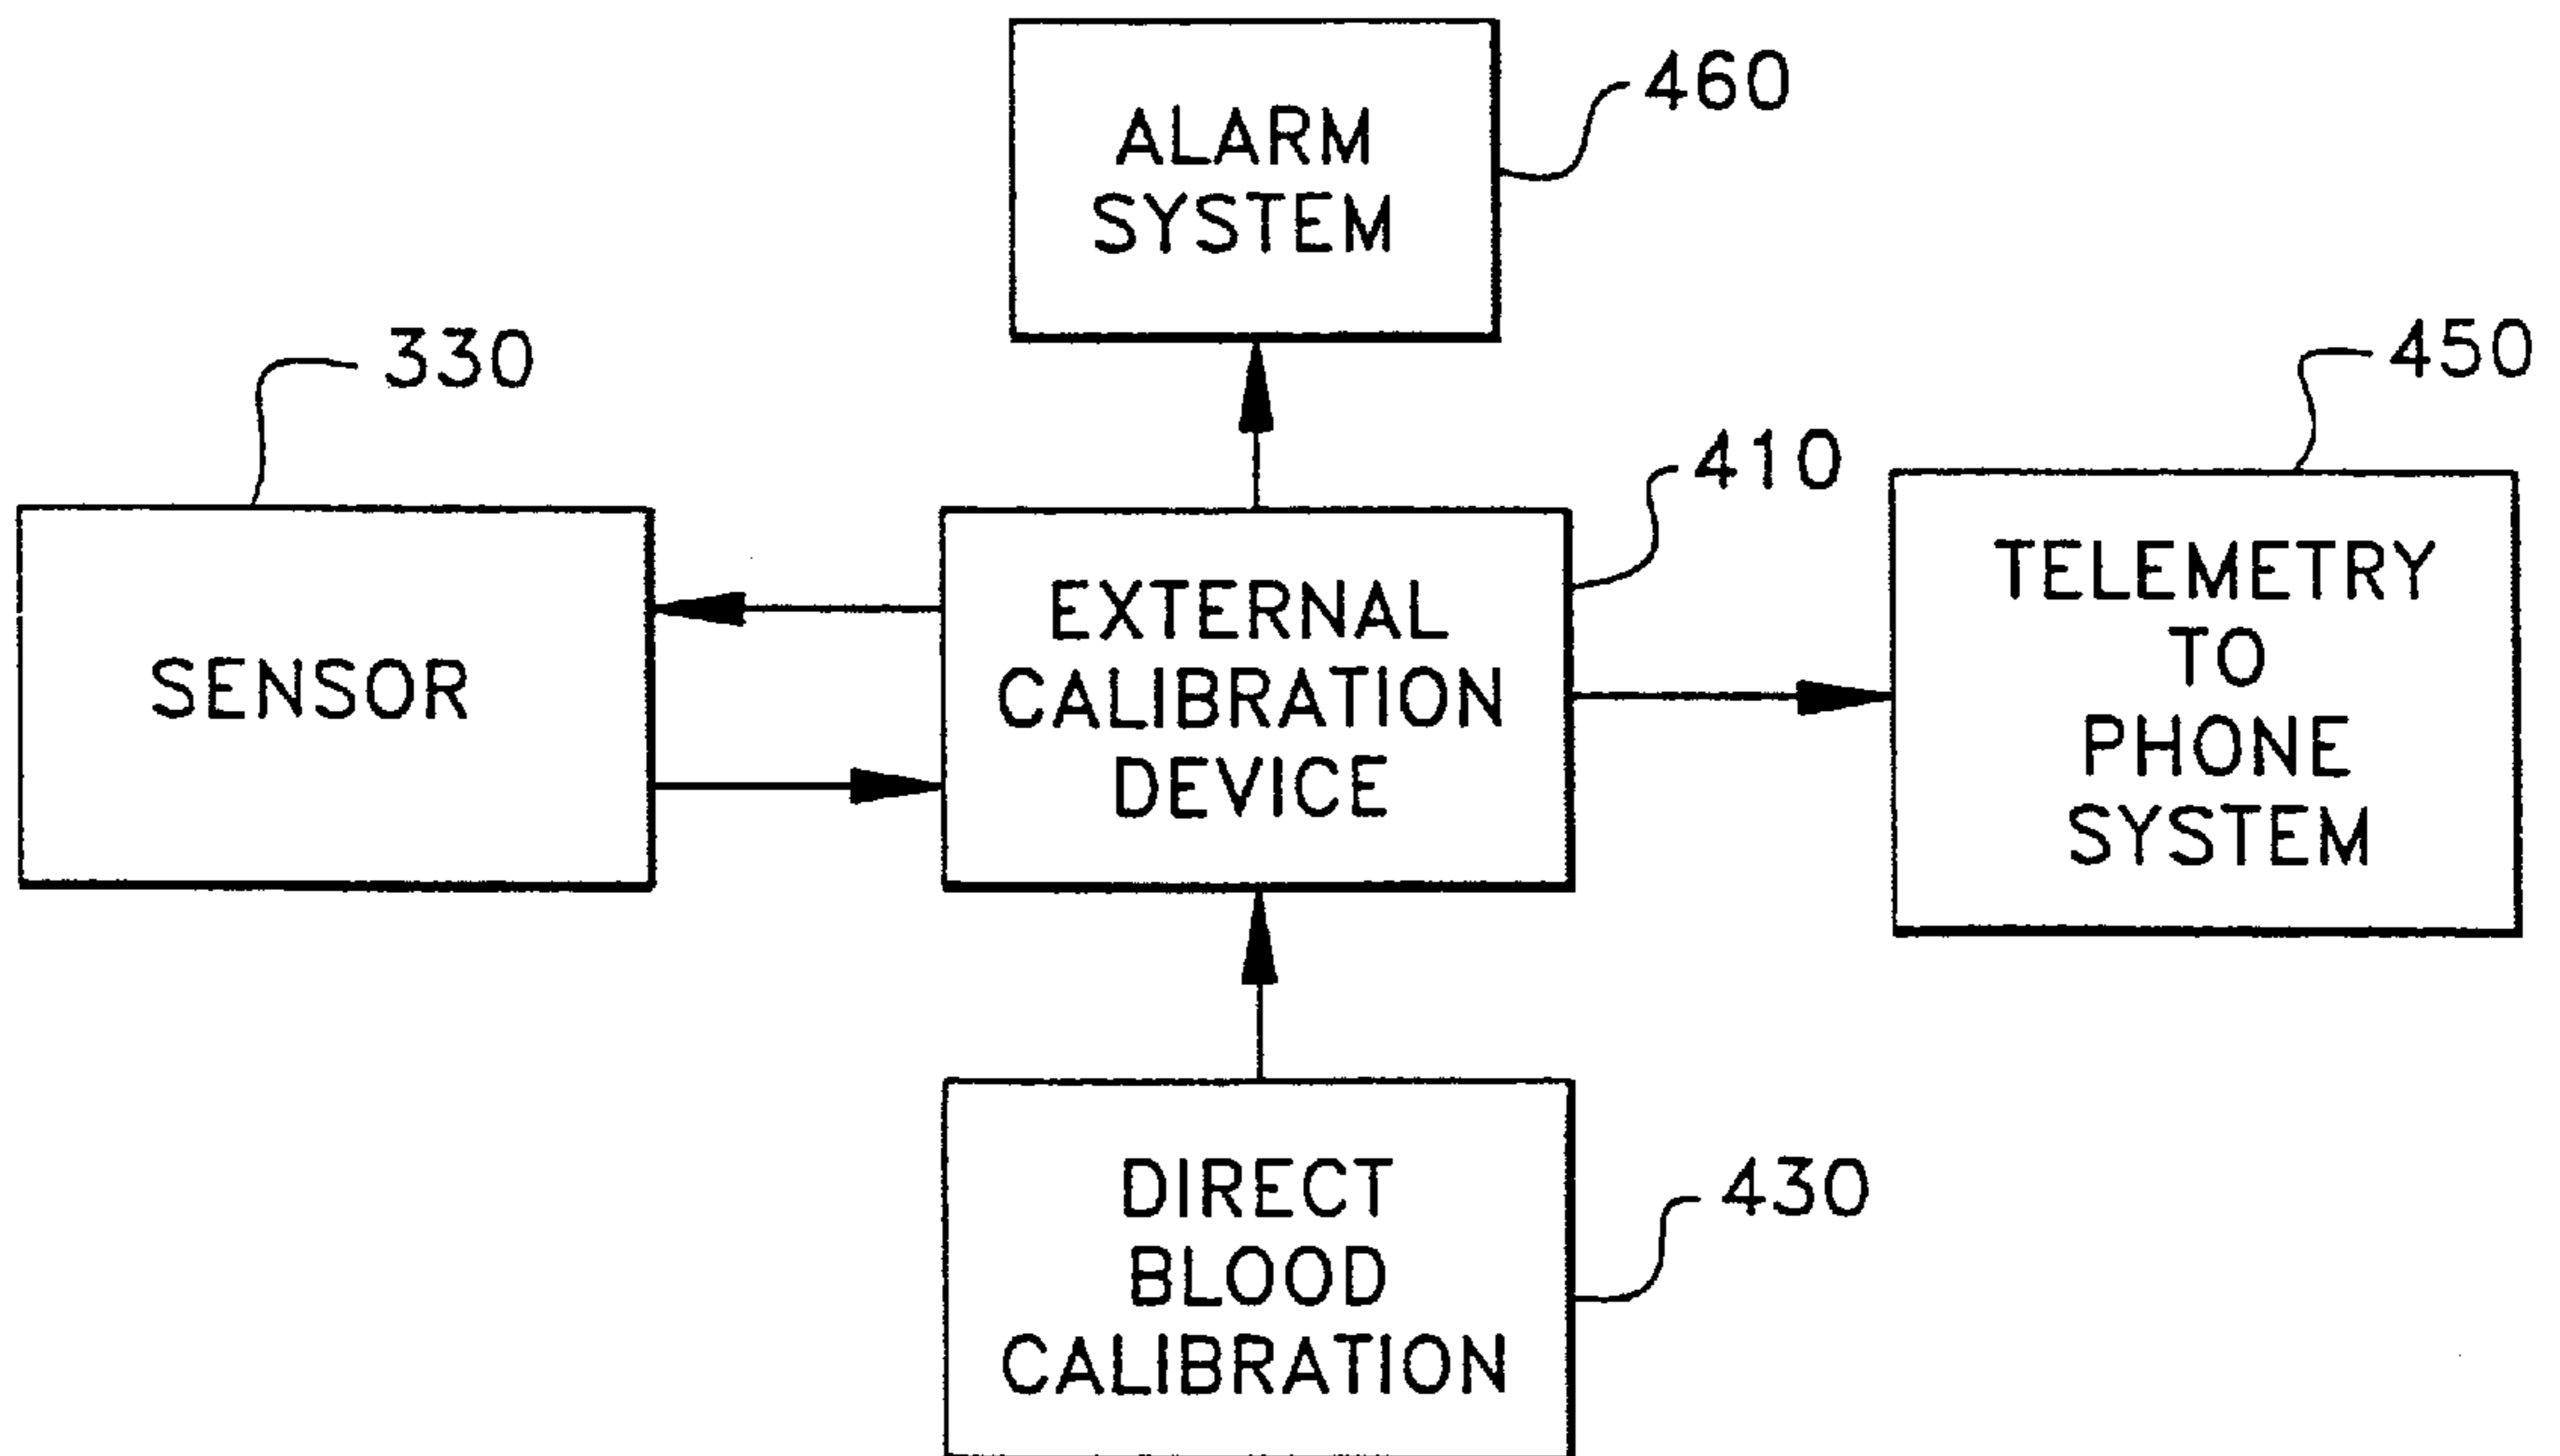 460
ALARM
SYSTEM
330
450
410
SENSOR
EXTERNAL
CALIBRATION
DEVICE
TELEMETRY
TO
PHONE
SYSTEM
430
DIRECT
BLOOD
CALIBRATION